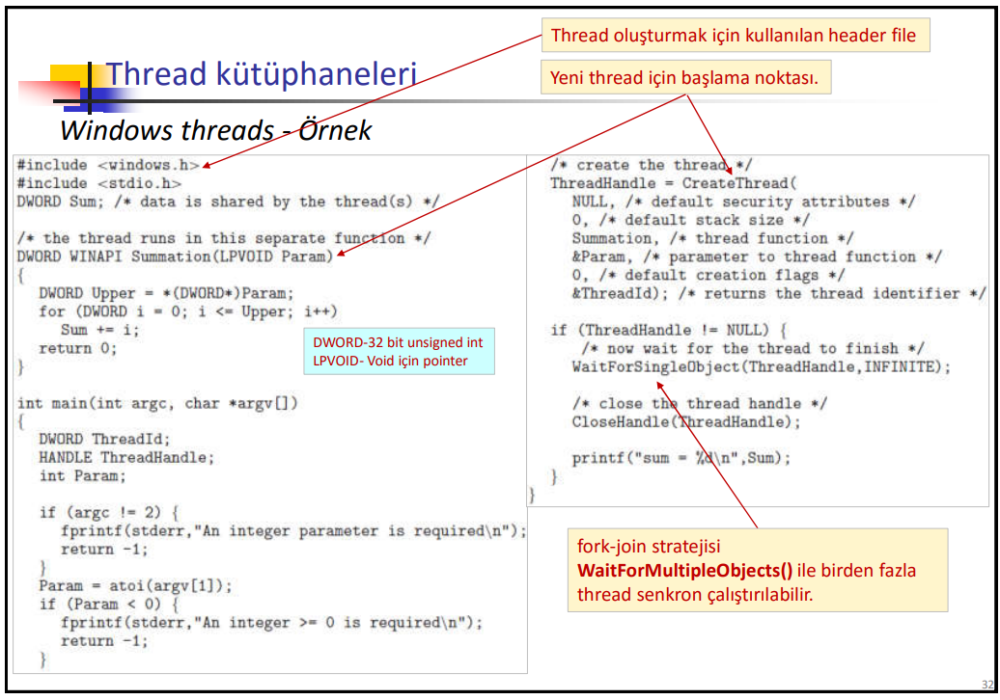 Thread oluşturmak için kullanılan header file
Thread kütüphaneleri
Yeni thread için başlama noktası.
Windows threads - Örnek
#include <windows.h>
#include <stdio.h>
DWORD Sum; /* data is shared by the thread(s) */
/* the thread runs in this separate function */
DWORD WINAPI Summation(LPVOID Param)
{
DWORD Upper = *(DWORD*)Param;
for (DWORD i = 0; i <= Upper; i++)
Sum += i;
return 0;
}
DWORD-32 bit unsigned int
LPVOID- Void için pointer
int main(int argc, char *argv[])
{
DWORD ThreadId;
HANDLE ThreadHandle;
int Param;
if (argc != 2) {
fprintf(stderr,"An integer parameter is required\n");
return -1;
}
Param = atoi(argv[1]);
if (Param < 0) {
fprintf(stderr,"An integer >= 0 is required\n");
return -1;
}
/* create the thread */
ThreadHandle = CreateThread(
NULL, /* default security attributes */
0, /* default stack size */
Summation, /* thread function */
&Param, /* parameter to thread function */
0, /* default creation flags */
&ThreadId); /* returns the thread identifier */
if (ThreadHandle != NULL) {
/* now wait for the thread to finish */
WaitForSingleObject(ThreadHandle,INFINITE);
/* close the thread handle */
CloseHandle(ThreadHandle);
printf("sum = %d\n",Sum);
}
}
fork-join stratejisi
WaitForMultipleObjects() ile birden fazla
thread senkron çalıştırılabilir.
32